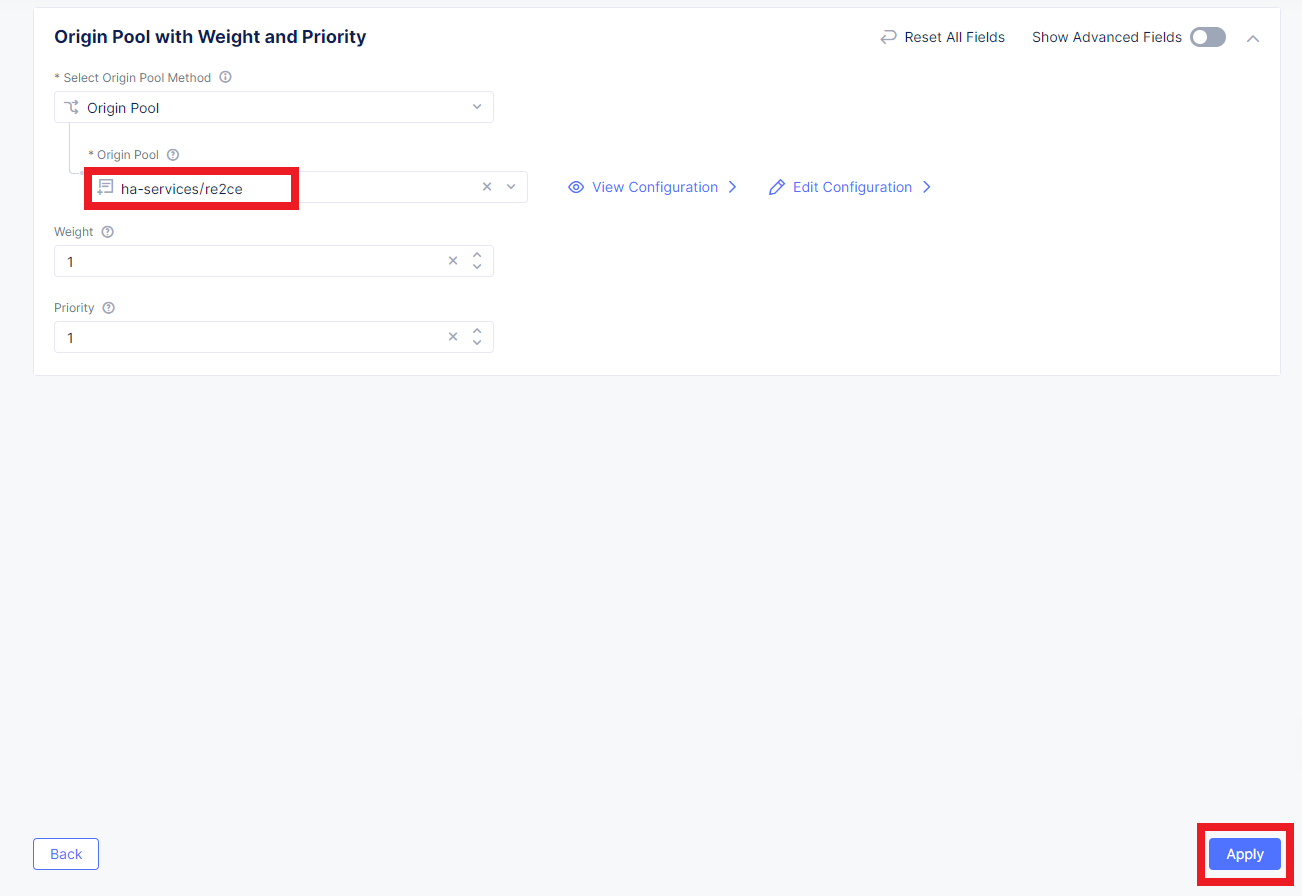 Origin Pool with Weight and Priority
Reset All Fields
Show Advanced Fields
* Select Origin Pool Method
Origin Pool
* Origin Pool
ha-services/re2ce
View Configuration
Edit Configuration
Weight
1
Priority
1
Back
Apply